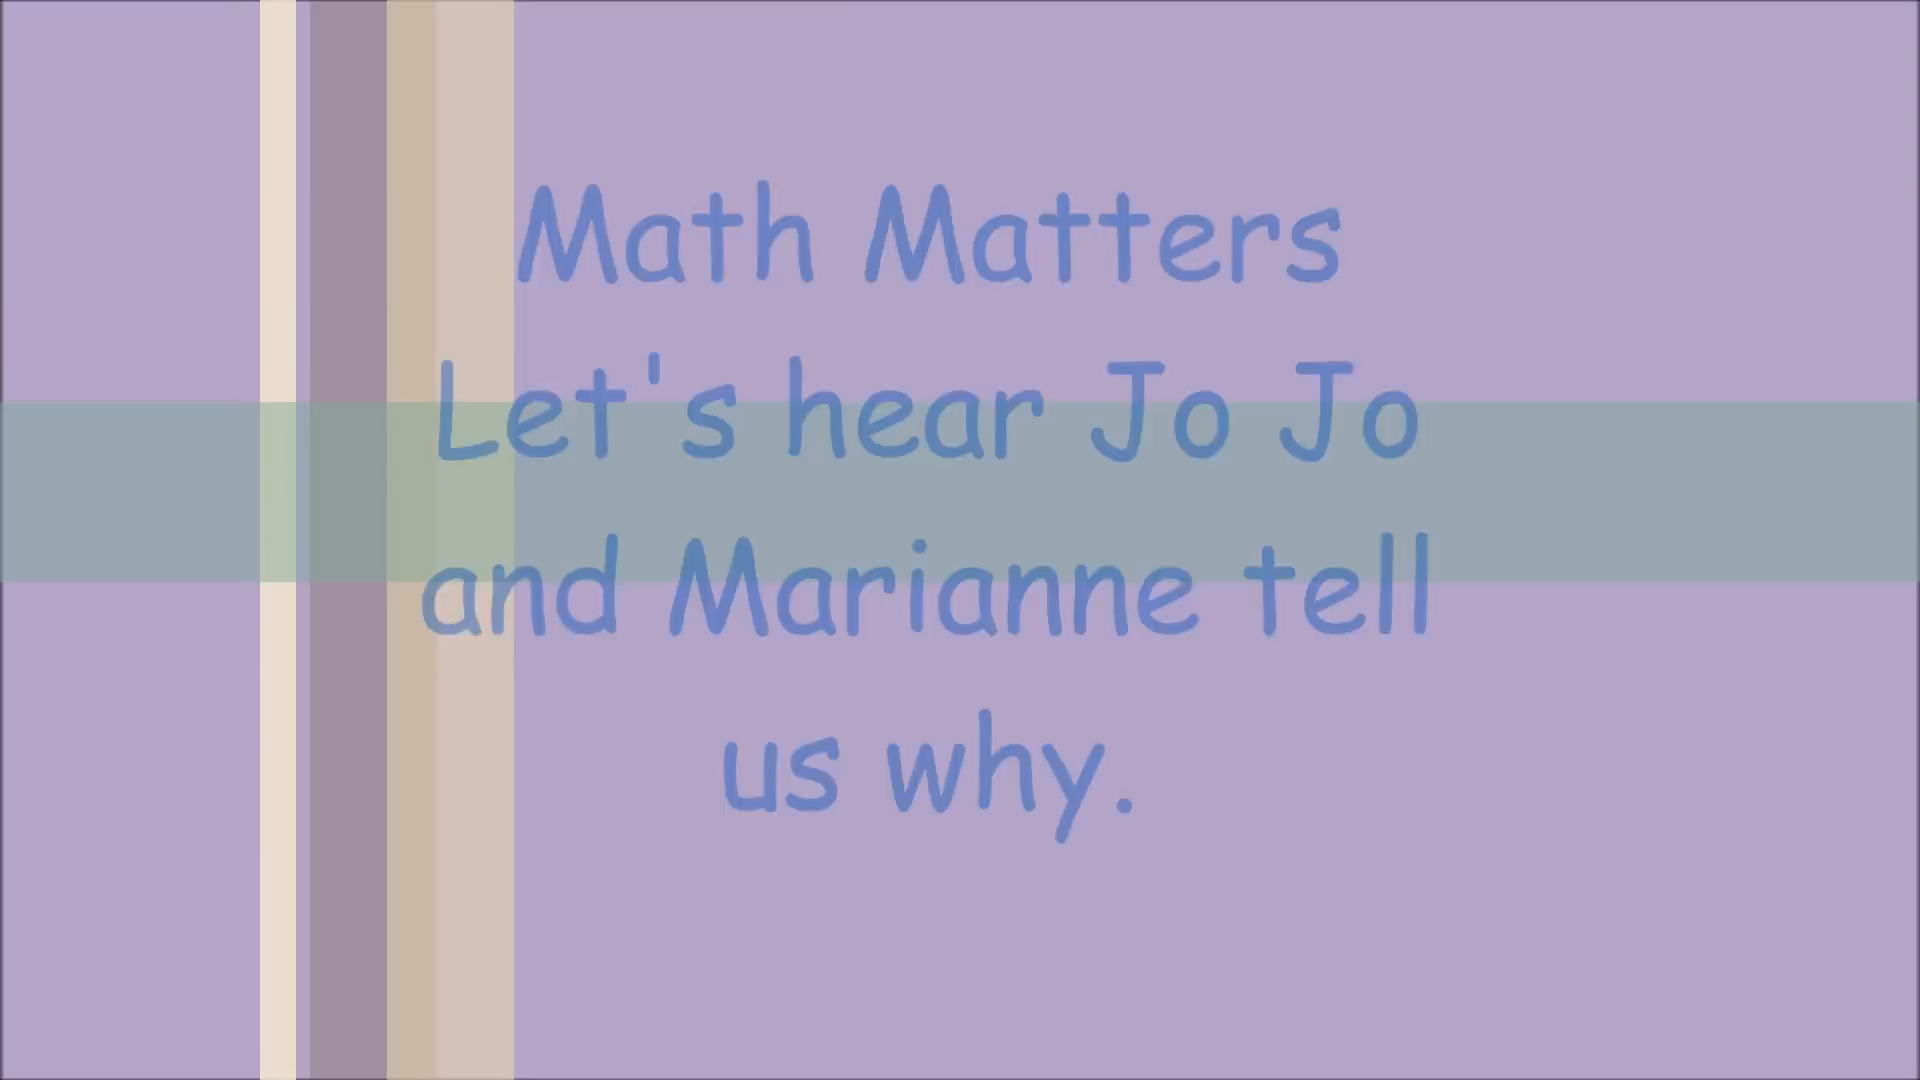 Math Matters
Let's hear Jo Jo
and Marianne tell
us why.